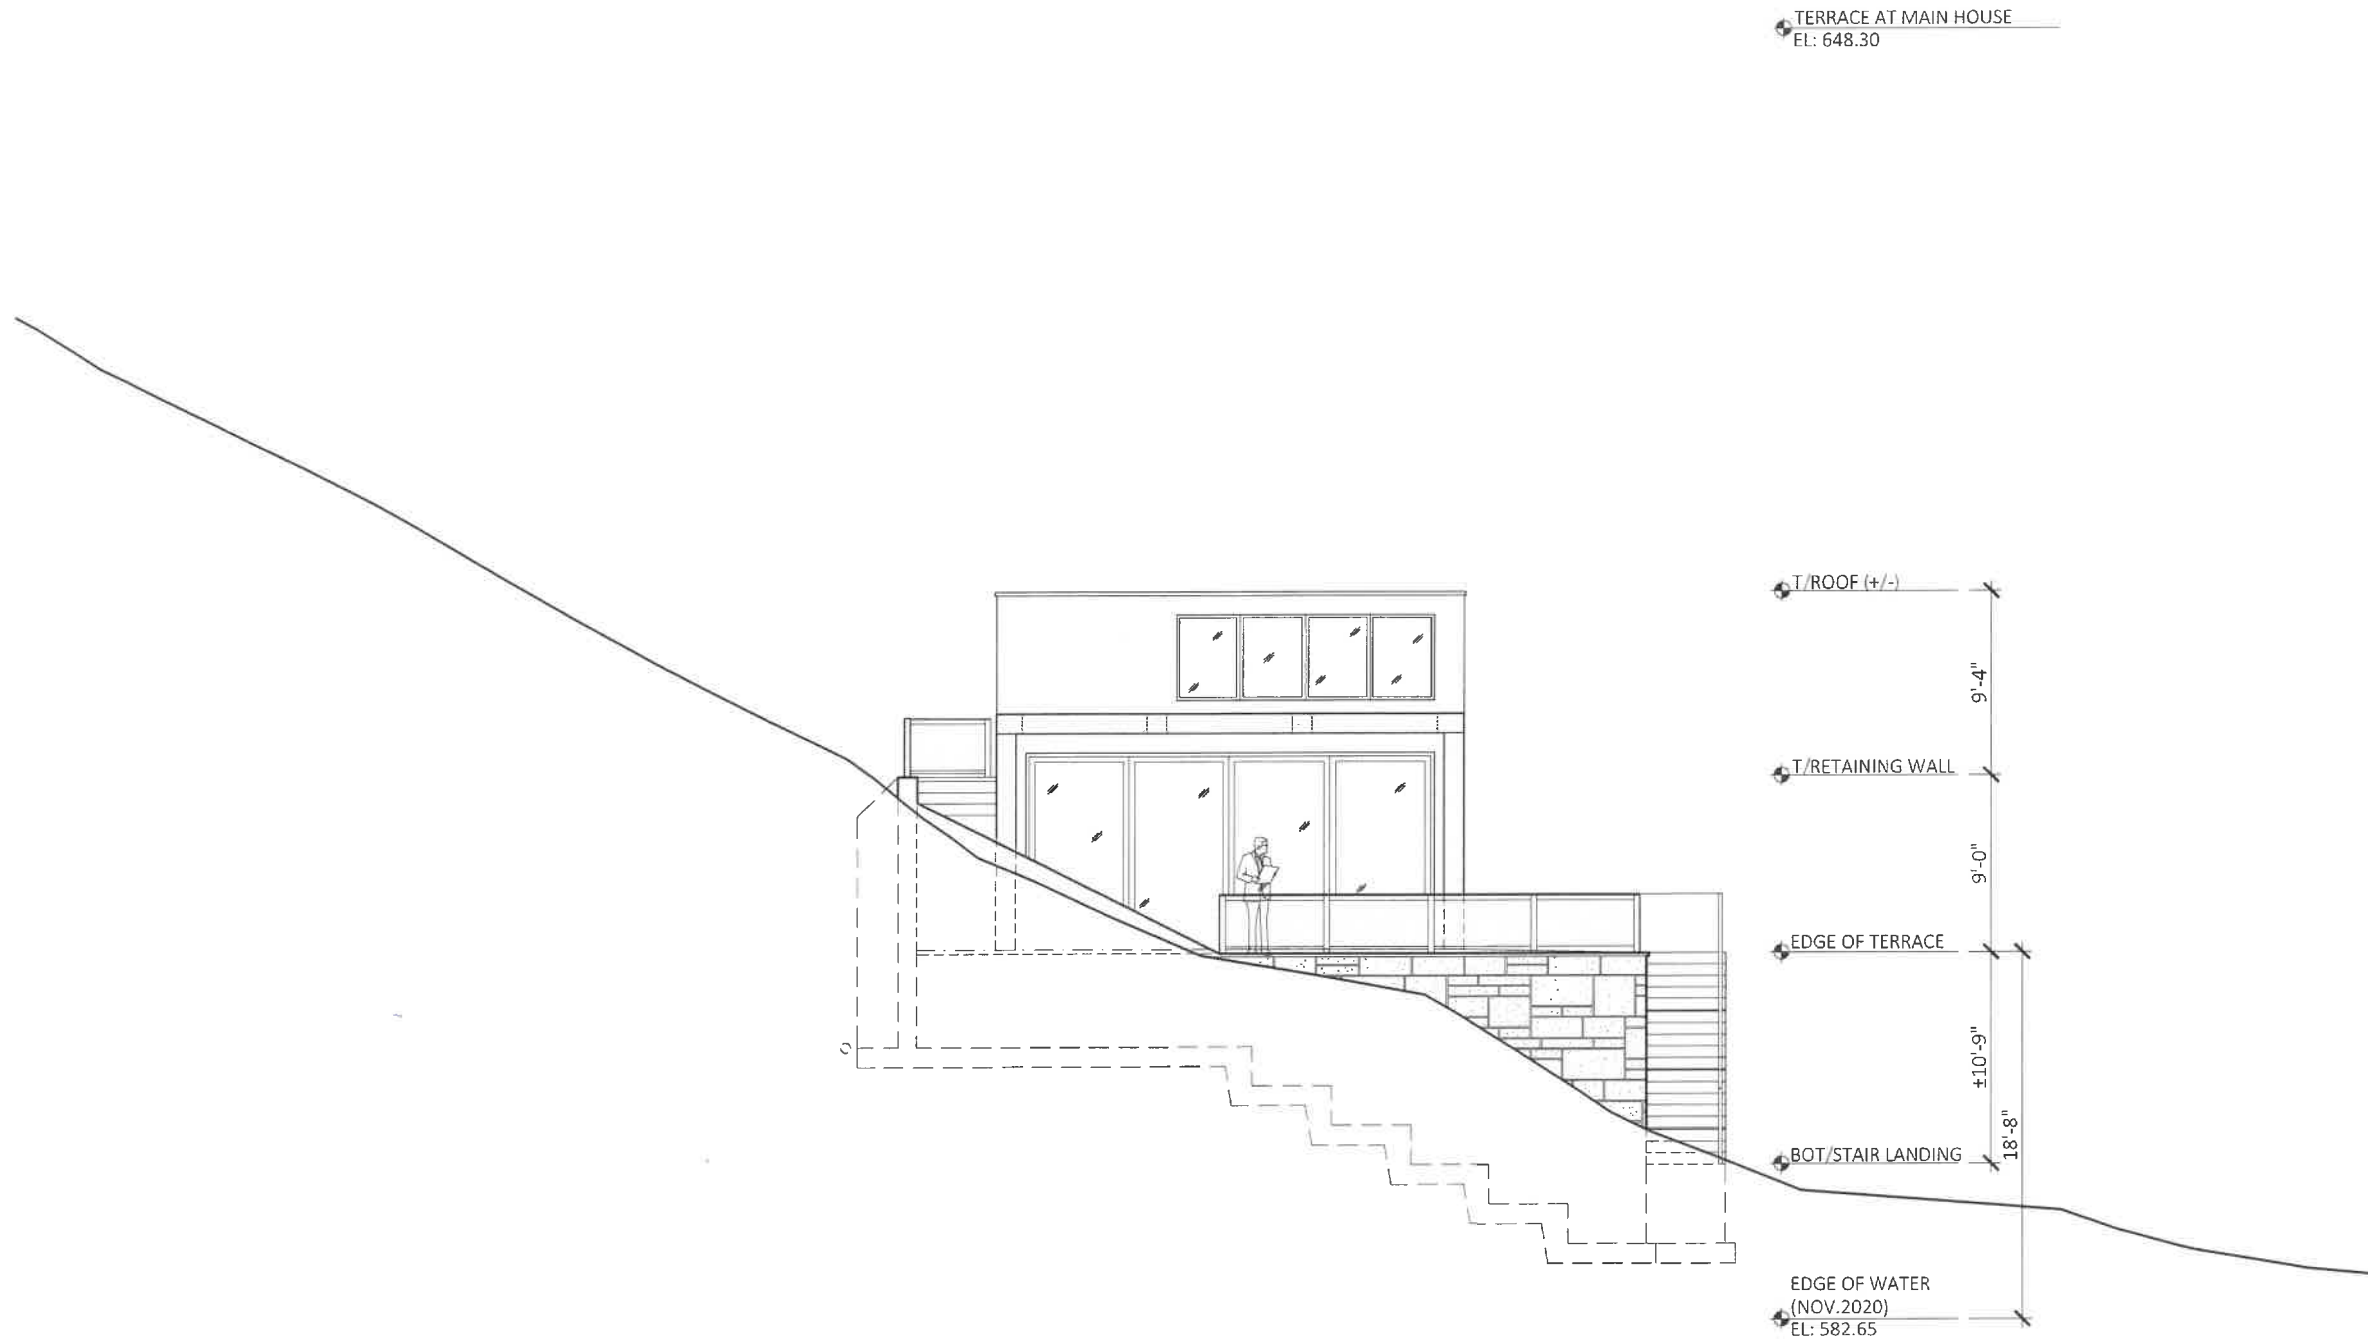 TERRACE AT MAIN HOUSE
EL: 648.30
T/ROOF (+/-)
9'-4"
T/RETAINING WALL
9'-0"
EDGE OF TERRACE
±10'-9"
18'-8"
BOT/STAIR LANDING
EDGE OF WATER
(NOV.2020)
EL: 582.65